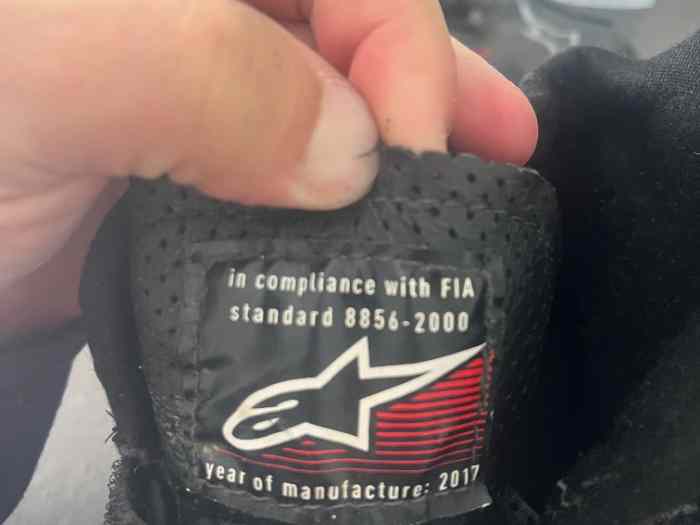 in compliance with FIA
standard 8856-2000
year of manufacture: 2017